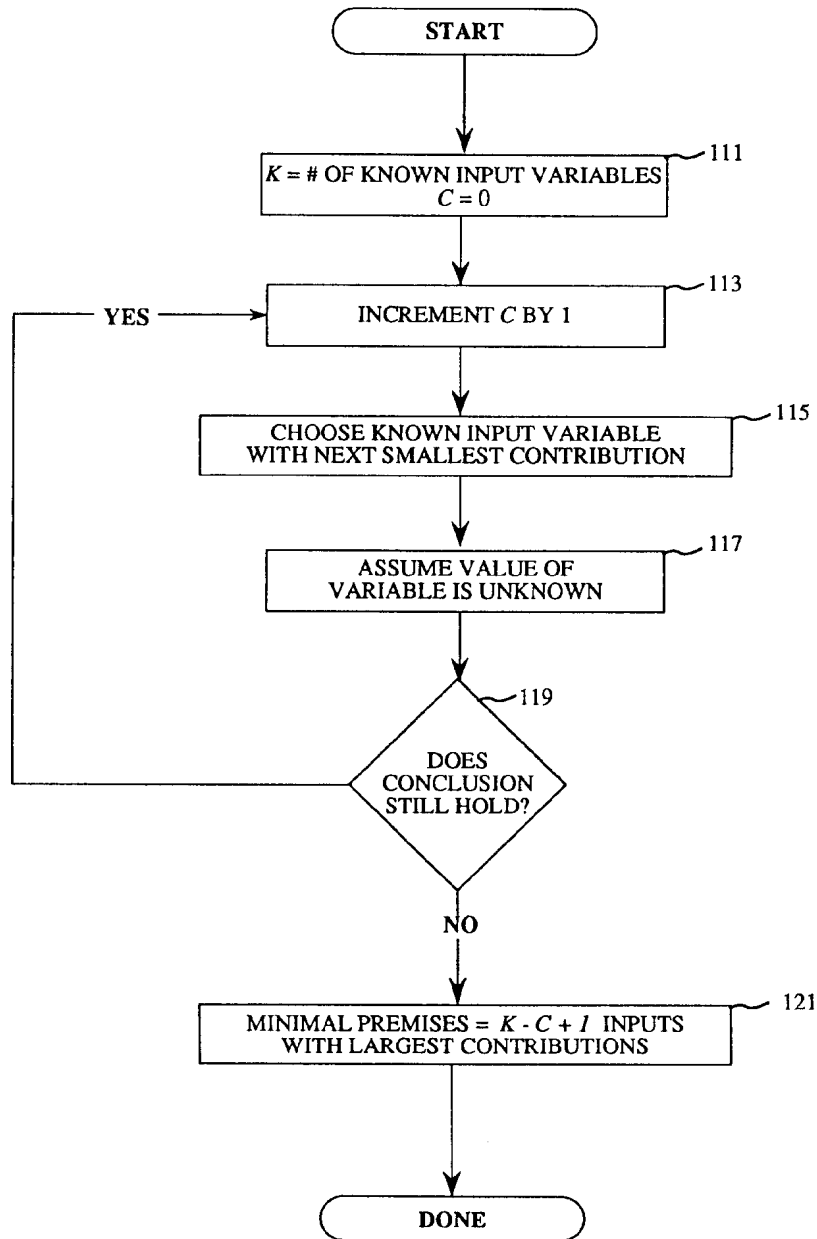 START
111
K = # OF KNOWN INPUT VARIABLES
C = 0
113
YES
INCREMENT C BY 1
115
CHOOSE KNOWN INPUT VARIABLE
WITH NEXT SMALLEST CONTRIBUTION
117
ASSUME VALUE OF
VARIABLE IS UNKNOWN
119
DOES
CONCLUSION
STILL HOLD?
NO
121
MINIMAL PREMISES = K - C + 1 INPUTS
WITH LARGEST CONTRIBUTIONS
DONE